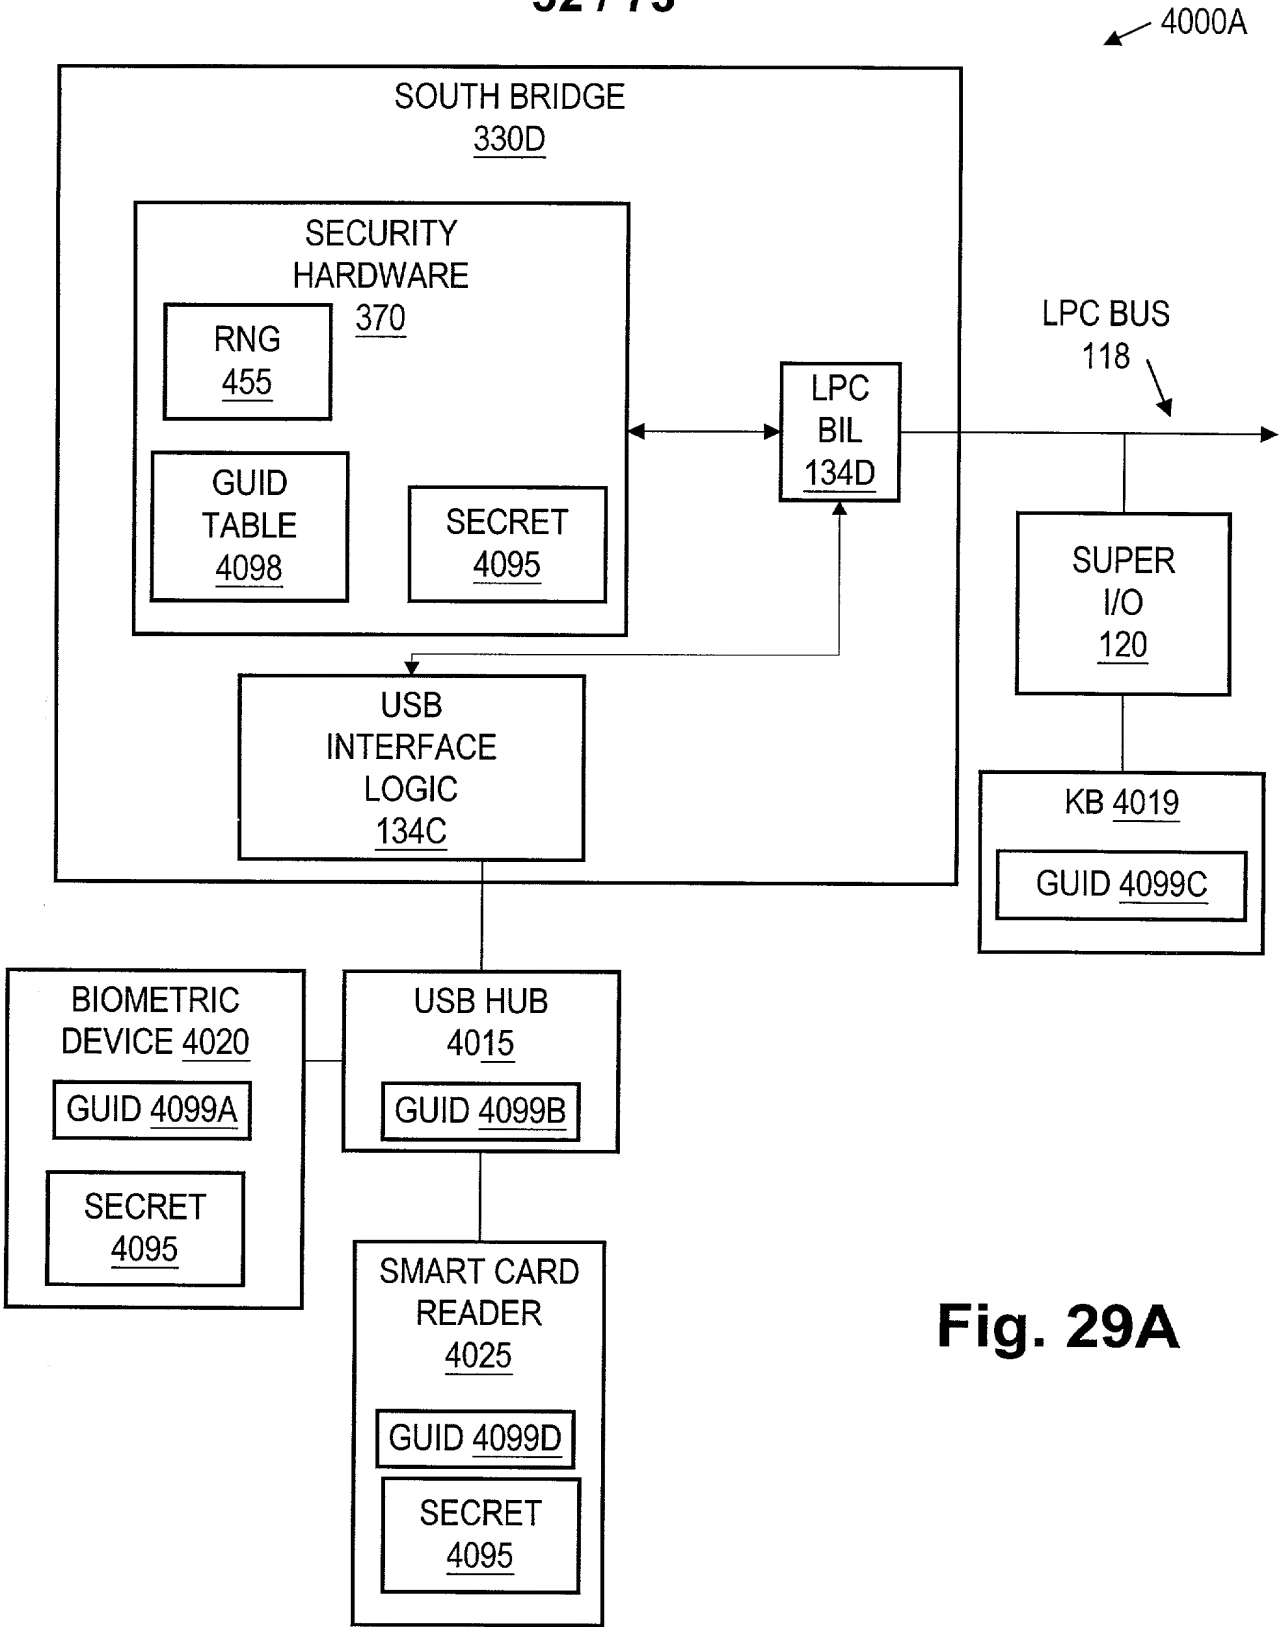 4000A
SOUTH BRIDGE
330D
SECURITY
HARDWARE
370
RNG
455
GUID
TABLE
4098
SECRET
4095
LPC
BIL
134D
LPC BUS
118
SUPER
I/O
120
KB 4019
GUID 4099C
USB
INTERFACE
LOGIC
134C
BIOMETRIC
DEVICE 4020
GUID 4099A
SECRET
4095
USB HUB
4015
GUID 4099B
SMART CARD
READER
4025
GUID 4099D
SECRET
4095
Fig. 29A